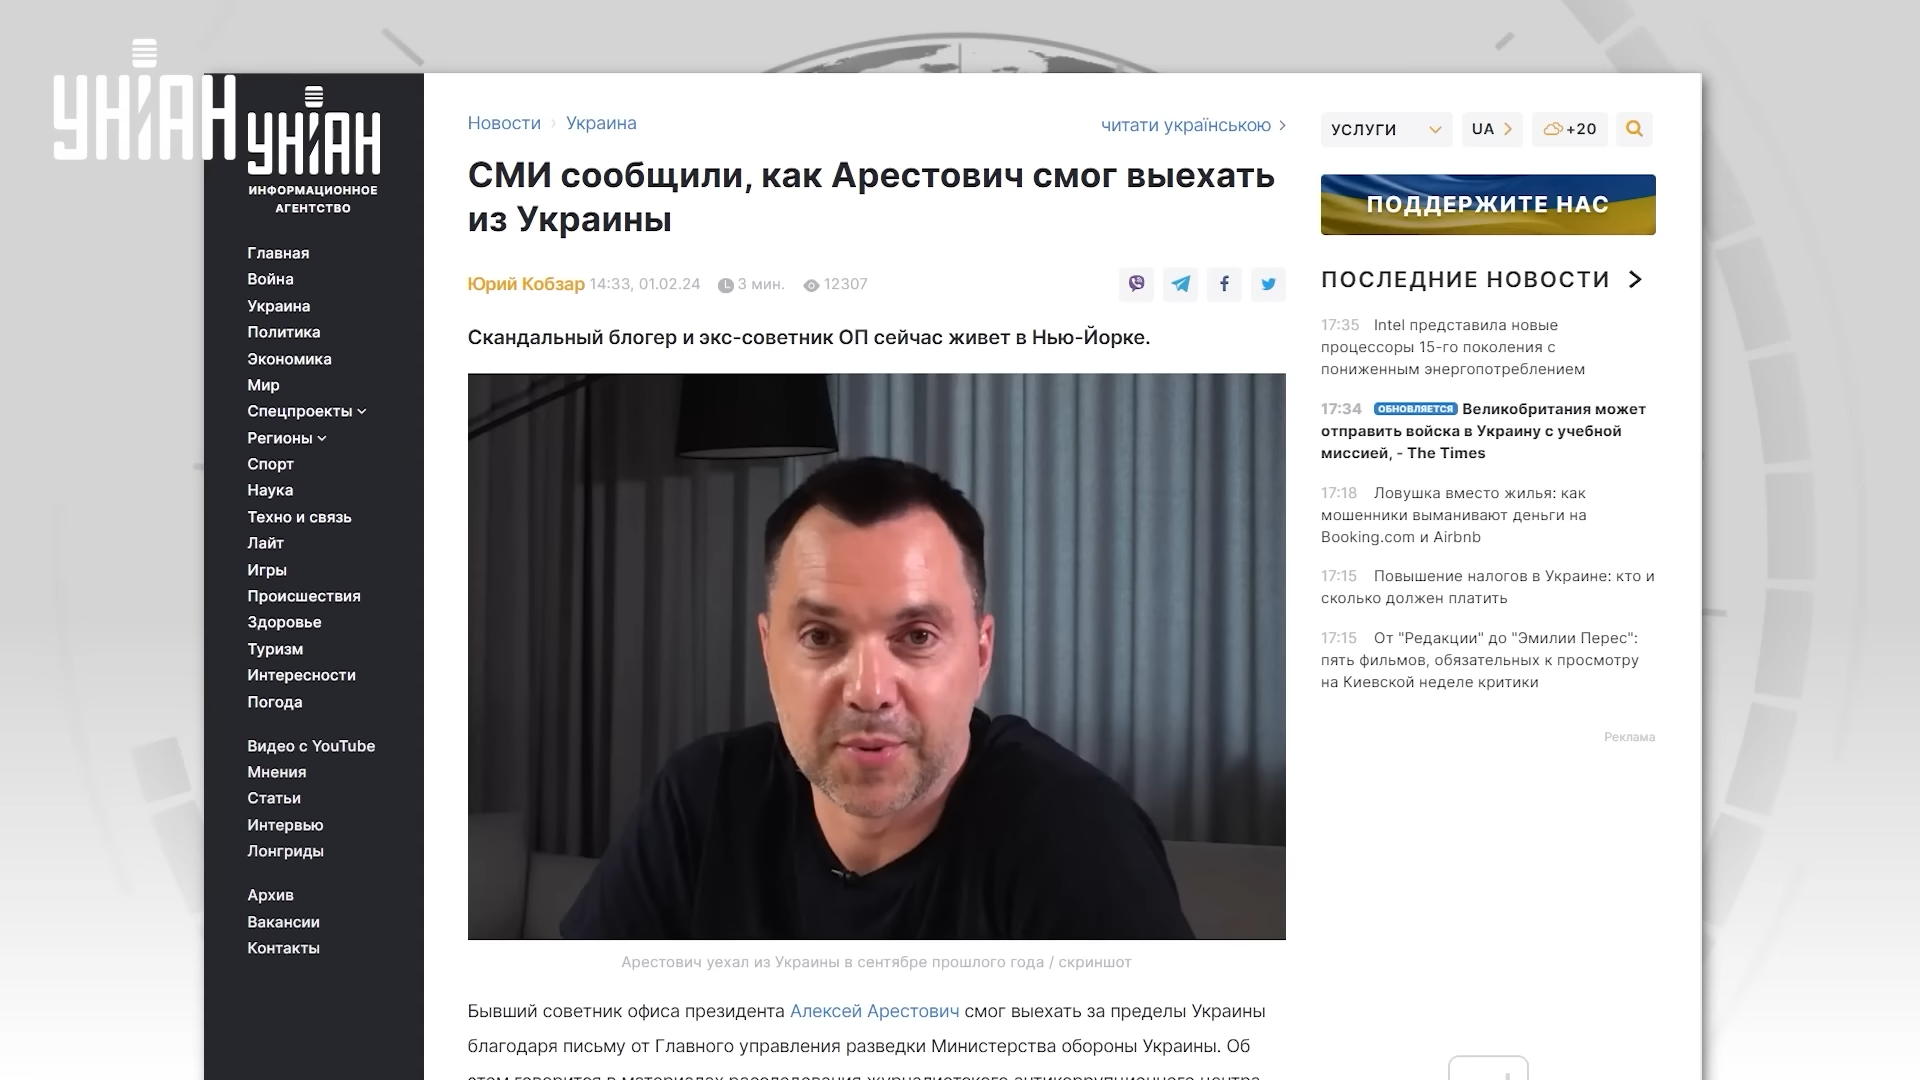 УНІАН
УНІАН
ИНФОРМАЦИОННОЕ
АГЕНТСТВО
Главная
Война
Украина
Политика
Экономика
Мир
Спецпроекты
Регионы
Спорт
Наука
Техно и связь
Лайт
Игры
Происшествия
Здоровье
Туризм
Интересности
Погода
Видео с YouTube
Мнения
Статьи
Интервью
Лонгриды
Архив
Вакансии
Контакты
Новости › Украина
читати українською >
СМИ сообщили, как Арестович смог выехать
из Украины
Юрий Кобзар 14:33, 01.02.24 3 мин. 12307
Скандальный блогер и экс-советник ОП сейчас живет в Нью-Йорке.
Арестович уехал из Украины в сентябре прошлого года / скриншот
Бывший советник офиса президента Алексей Арестович смог выехать за пределы Украины
благодаря письму от Главного управления разведки Министерства обороны Украины. Об
этом говорится в материалах расследования журналистского антикоррупционного центра
УСЛУГИ UA +20
ПОДДЕРЖИТЕ НАС
ПОСЛЕДНИЕ НОВОСТИ
17:35 Intel представила новые
процессоры 15-го поколения с
пониженным энергопотреблением
17:34 ОБНОВЛЯЕТСЯ Великобритания может
отправить войска в Украину с учебной
миссией, - The Times
17:18 Ловушка вместо жилья: как
мошенники выманивают деньги на
Booking.com и Airbnb
17:15 Повышение налогов в Украине: кто и
сколько должен платить
17:15 От "Редакции" до "Эмилии Перес":
пять фильмов, обязательных к просмотру
на Киевской неделе критики
Реклама